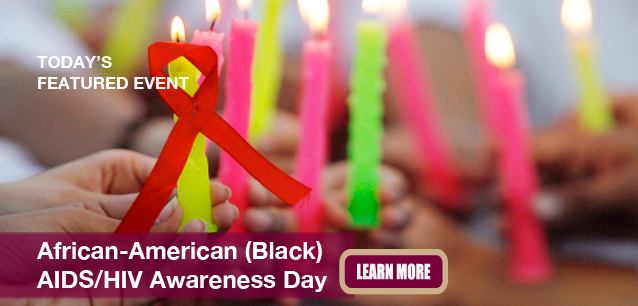 TODAY'S
FEATURED EVENT
African-American (Black)
AIDS/HIV Awareness Day
LEARN MORE